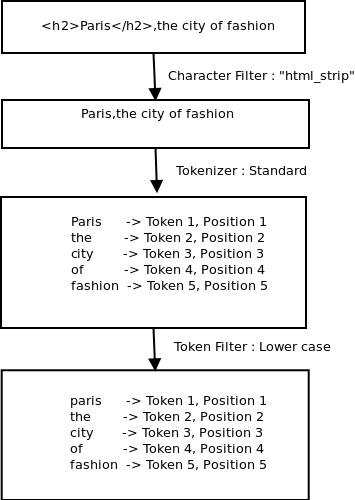 <h2>Paris</h2>,the city of fashion
Character Filter : "html_strip"
Paris,the city of fashion
Tokenizer : Standard
Paris -> Token 1, Position 1
the -> Token 2, Position 2
city -> Token 3, Position 3
of -> Token 4, Position 4
fashion -> Token 5, Position 5
Token Filter : Lower case
paris -> Token 1, Position 1
the -> Token 2, Position 2
city -> Token 3, Position 3
of -> Token 4, Position 4
fashion -> Token 5, Position 5